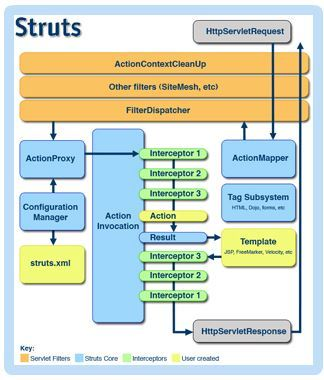 Struts
HttpServletRequest
ActionContextCleanUp
Other filters (SiteMesh, etc)
FilterDispatcher
ActionProxy
Action
Invocation
Interceptor 1
Interceptor 2
Interceptor 3
Action
Result
Interceptor 3
Interceptor 2
Interceptor 1
ActionMapper
Tag Subsystem
HTML, Dojo, forms, etc
Template
JSP, FreeMarker, Velocity, etc
Configuration
Manager
struts.xml
HttpServletResponse
Key:
Servlet Filters
Struts Core
Interceptors
User created